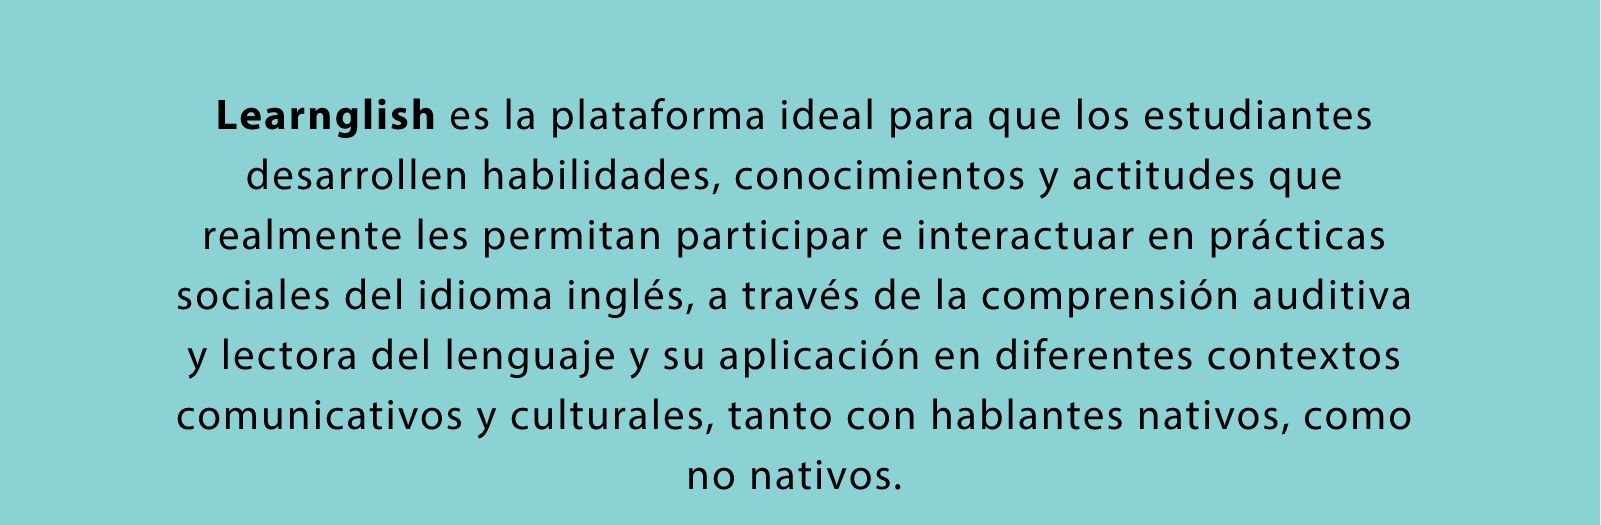 Learnglish es la plataforma ideal para que los estudiantes
desarrollen habilidades, conocimientos y actitudes que
realmente les permitan participar e interactuar en prácticas
sociales del idioma inglés, a través de la comprensión auditiva
y lectora del lenguaje y su aplicación en diferentes contextos
comunicativos y culturales, tanto con hablantes nativos, como
no nativos.